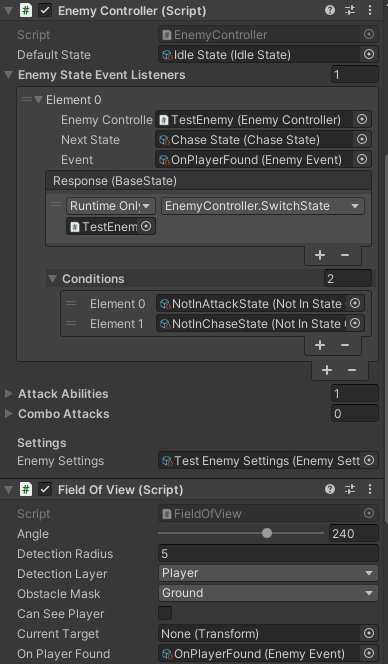 Enemy Controller (Script)
Script EnemyController
Default State Idle State (Idle State)
Enemy State Event Listeners 1
Element 0
Enemy Controlle TestEnemy (Enemy Controller)
Next State Chase State (Chase State)
Event OnPlayerFound (Enemy Event)
Response (BaseState)
Runtime Only EnemyController.SwitchState
TestEnem
Conditions 2
Element 0 NotInAttackState (Not In State
Element 1 NotInChaseState (Not In State
Attack Abilities 1
Combo Attacks 0
Settings
Enemy Settings Test Enemy Settings (Enemy Sett
Field Of View (Script)
Script FieldOfView
Angle 240
Detection Radius 5
Detection Layer Player
Obstacle Mask Ground
Can See Player
Current Target None (Transform)
On Player Found OnPlayerFound (Enemy Event)